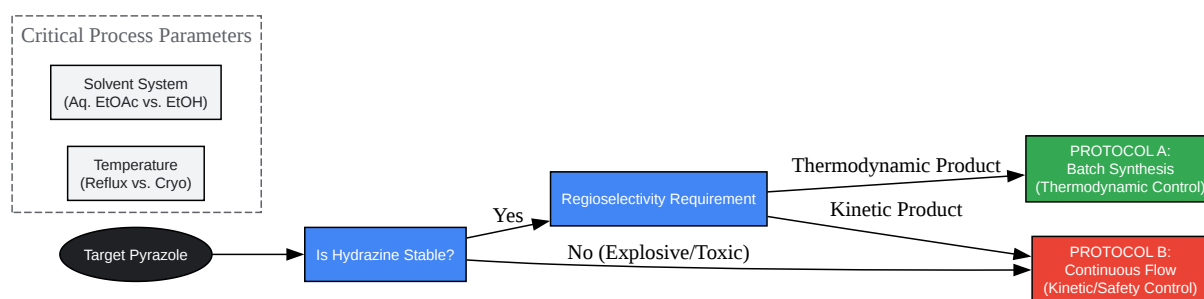 Critical Process Parameters
Solvent System
(Aq. EtOAc vs. EtOH)
Temperature
(Reflux vs. Cryo)
Target Pyrazole
Is Hydrazine Stable?
Yes
No (Explosive/Toxic)
Regioselectivity Requirement
Thermodynamic Product
Kinetic Product
PROTOCOL A:
Batch Synthesis
(Thermodynamic Control)
PROTOCOL B:
Continuous Flow
(Kinetic/Safety Control)